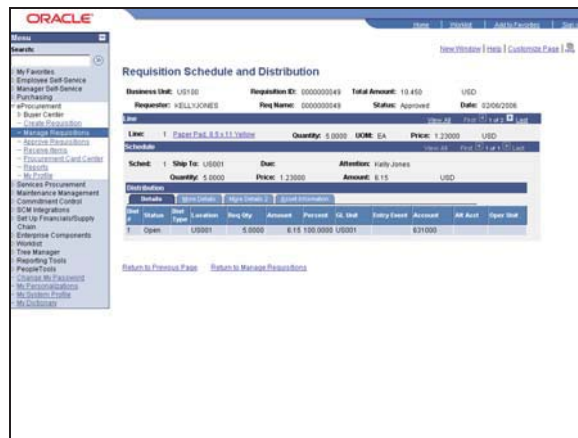 ORACLE
Home | Worklist | Add to Favorites | Sign
Menu
Search:
New Window | Help | Customize Page
My Favorites
Employee Self-Service
Manager Self-Service
Purchasing
eProcurement
Buyer Center
– Create Requisition
– Manage Requisitions
– Approve Requisitions
– Receive Items
– Procurement Card Center
– Reports
– My Profile
Services Procurement
Maintenance Management
Commitment Control
SCM Integrations
Set Up Financials/Supply
Chain
Enterprise Components
Worklist
Tree Manager
Reporting Tools
PeopleTools
Change My Password
My Personalizations
My System Profile
My Dictionary
Requisition Schedule and Distribution
Business Unit: US100 Requisition ID: 0000000049 Total Amount: 10.450 USD
Requester: KELLYJONES Req Name: 0000000049 Status: Approved Date: 02/06/2006
Line View All First 1 of 2 Last
Line: 1 Paper Pad, 8.5 x 11 Yellow Quantity: 5.0000 UOM: EA Price: 1.23000 USD
Schedule View All First 1 of 1 Last
Sched: 1 Ship To: US001 Due: Attention: Kelly Jones
Quantity: 5.0000 Price: 1.23000 Amount: 6.15 USD
Distribution
Details More Details More Details 2 Asset Information
Dist # Status Dist Type Location Req Qty Amount Percent GL Unit Entry Event Account Alt Acct Oper Unit
1 Open US001 5.0000 6.15 100.0000 US001 631000
Return to Previous Page Return to Manage Requisitions